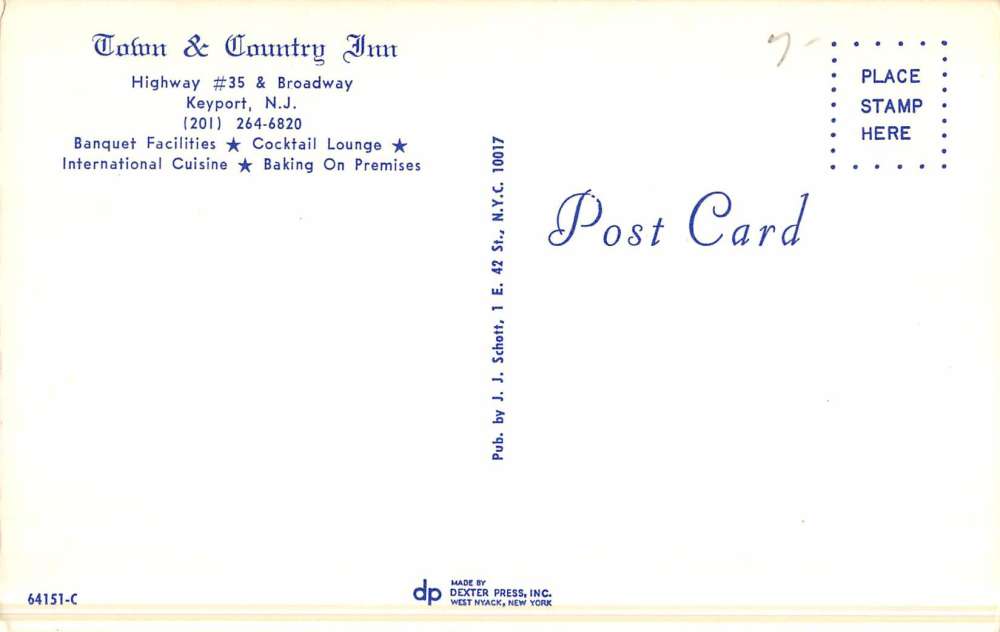 Town & Country Inn
Highway #35 & Broadway
Keyport, N.J.
(201) 264-6820
Banquet Facilities ★ Cocktail Lounge ★
International Cuisine ★ Baking On Premises
Pub. by J. J. Schott, 1 E. 42 St., N.Y.C. 10017
7-
PLACE
STAMP
HERE
Post Card
64151-C
dp
MADE BY
DEXTER PRESS, INC.
WEST NYACK, NEW YORK